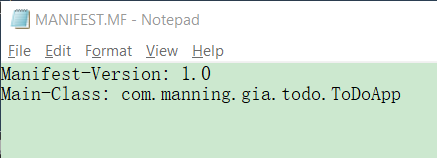 MANIFEST.MF - Notepad
File Edit Format View Help
Manifest-Version: 1.0
Main-Class: com.manning.gia.todo.ToDoApp